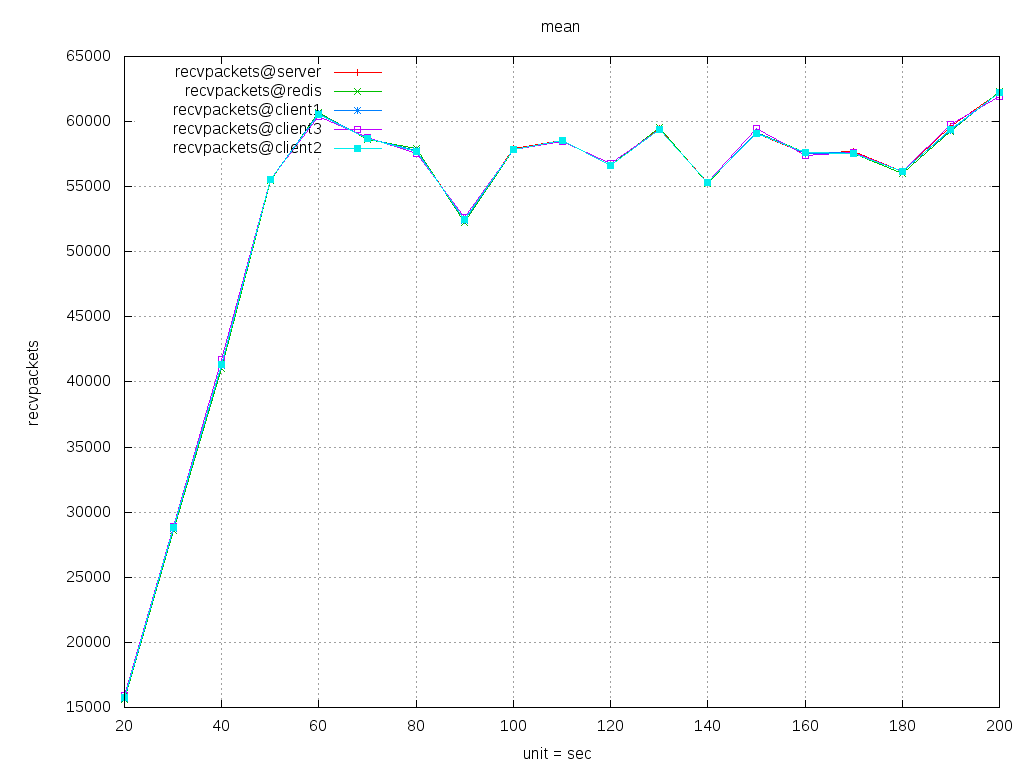 mean
65000
60000
55000
50000
45000
40000
35000
30000
25000
20000
15000
recvpackets
recvpackets@server
recvpackets@redis
recvpackets@client1
recvpackets@client3
recvpackets@client2
20 40 60 80 100 120 140 160 180 200
unit = sec